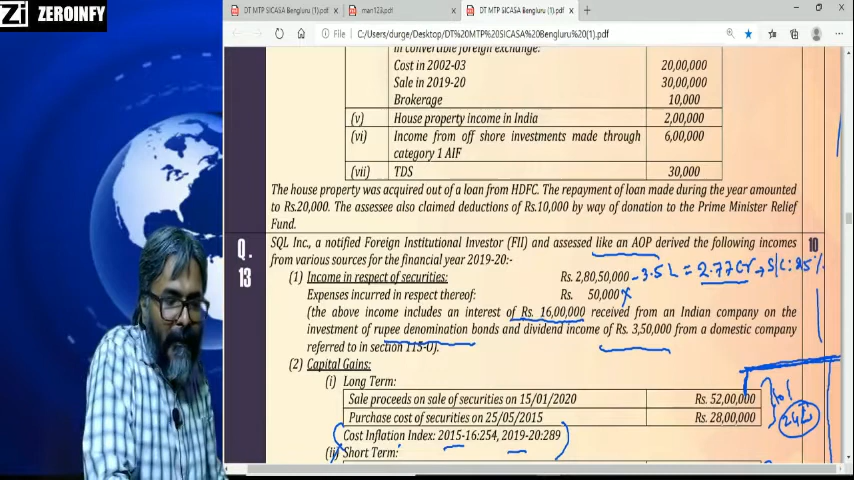 Zi ZEROINFY
DT MTP SICASA Bengluru (1).pdf
man123.pdf
DT MTP SICASA Bengluru (1).pdf
File | C:/Users/durge/Desktop/DT%20MTP%20SICASA%20Bengluru%20(1).pdf
in convertible foreign exchange:
Cost in 2002-03 20,00,000
Sale in 2019-20 30,00,000
Brokerage 10,000
(v) House property income in India 2,00,000
(vi) Income from off shore investments made through 6,00,000
category 1 AIF
(vii) TDS 30,000
The house property was acquired out of a loan from HDFC. The repayment of loan made during the year amounted
to Rs.20,000. The assessee also claimed deductions of Rs.10,000 by way of donation to the Prime Minister Relief
Fund.
Q. 13
SQL Inc., a notified Foreign Institutional Investor (FII) and assessed like an AOP derived the following incomes 10
from various sources for the financial year 2019-20:-
(1) Income in respect of securities: Rs. 2,80,50,000 - 3.5 L = 2.77 Cr → S/C: 25%
Expenses incurred in respect thereof: Rs. 50,000 x
(the above income includes an interest of Rs. 16,00,000 received from an Indian company on the
investment of rupee denomination bonds and dividend income of Rs. 3,50,000 from a domestic company
referred to in section 115-O).
(2) Capital Gains:
(i) Long Term:
Sale proceeds on sale of securities on 15/01/2020 Rs. 52,00,000
Purchase cost of securities on 25/05/2015 Rs. 28,00,000
Cost Inflation Index: 2015-16:254, 2019-20:289
(ii) Short Term: